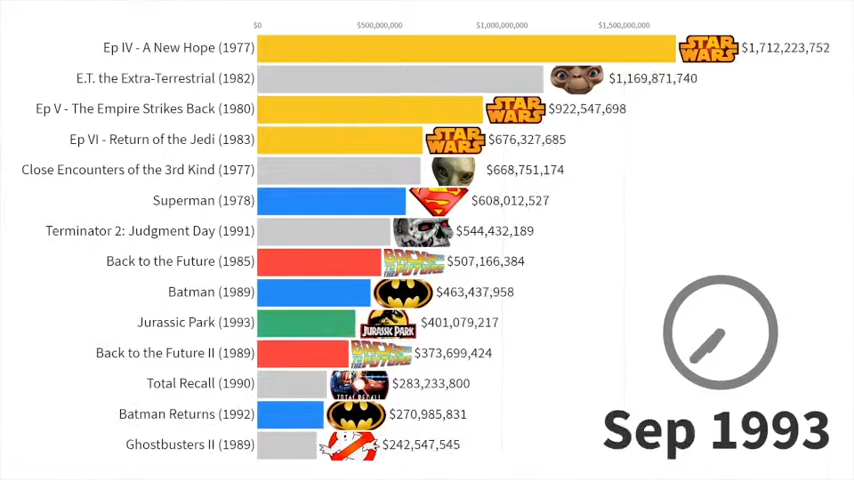 $0 $500,000,000 $1,000,000,000 $1,500,000,000
Ep IV - A New Hope (1977) STAR WARS $1,712,223,752
E.T. the Extra-Terrestrial (1982) $1,169,871,740
Ep V - The Empire Strikes Back (1980) STAR WARS $922,547,698
Ep VI - Return of the Jedi (1983) STAR WARS $676,327,685
Close Encounters of the 3rd Kind (1977) $668,751,174
Superman (1978) $608,012,527
Terminator 2: Judgment Day (1991) $544,432,189
Back to the Future (1985) BACK TO THE FUTURE $507,166,384
Batman (1989) $463,437,958
Jurassic Park (1993) JURASSIC PARK $401,079,217
Back to the Future II (1989) BACK TO THE FUTURE $373,699,424
Total Recall (1990) TOTAL RECALL $283,233,800
Batman Returns (1992) $270,985,831
Ghostbusters II (1989) $242,547,545
Sep 1993